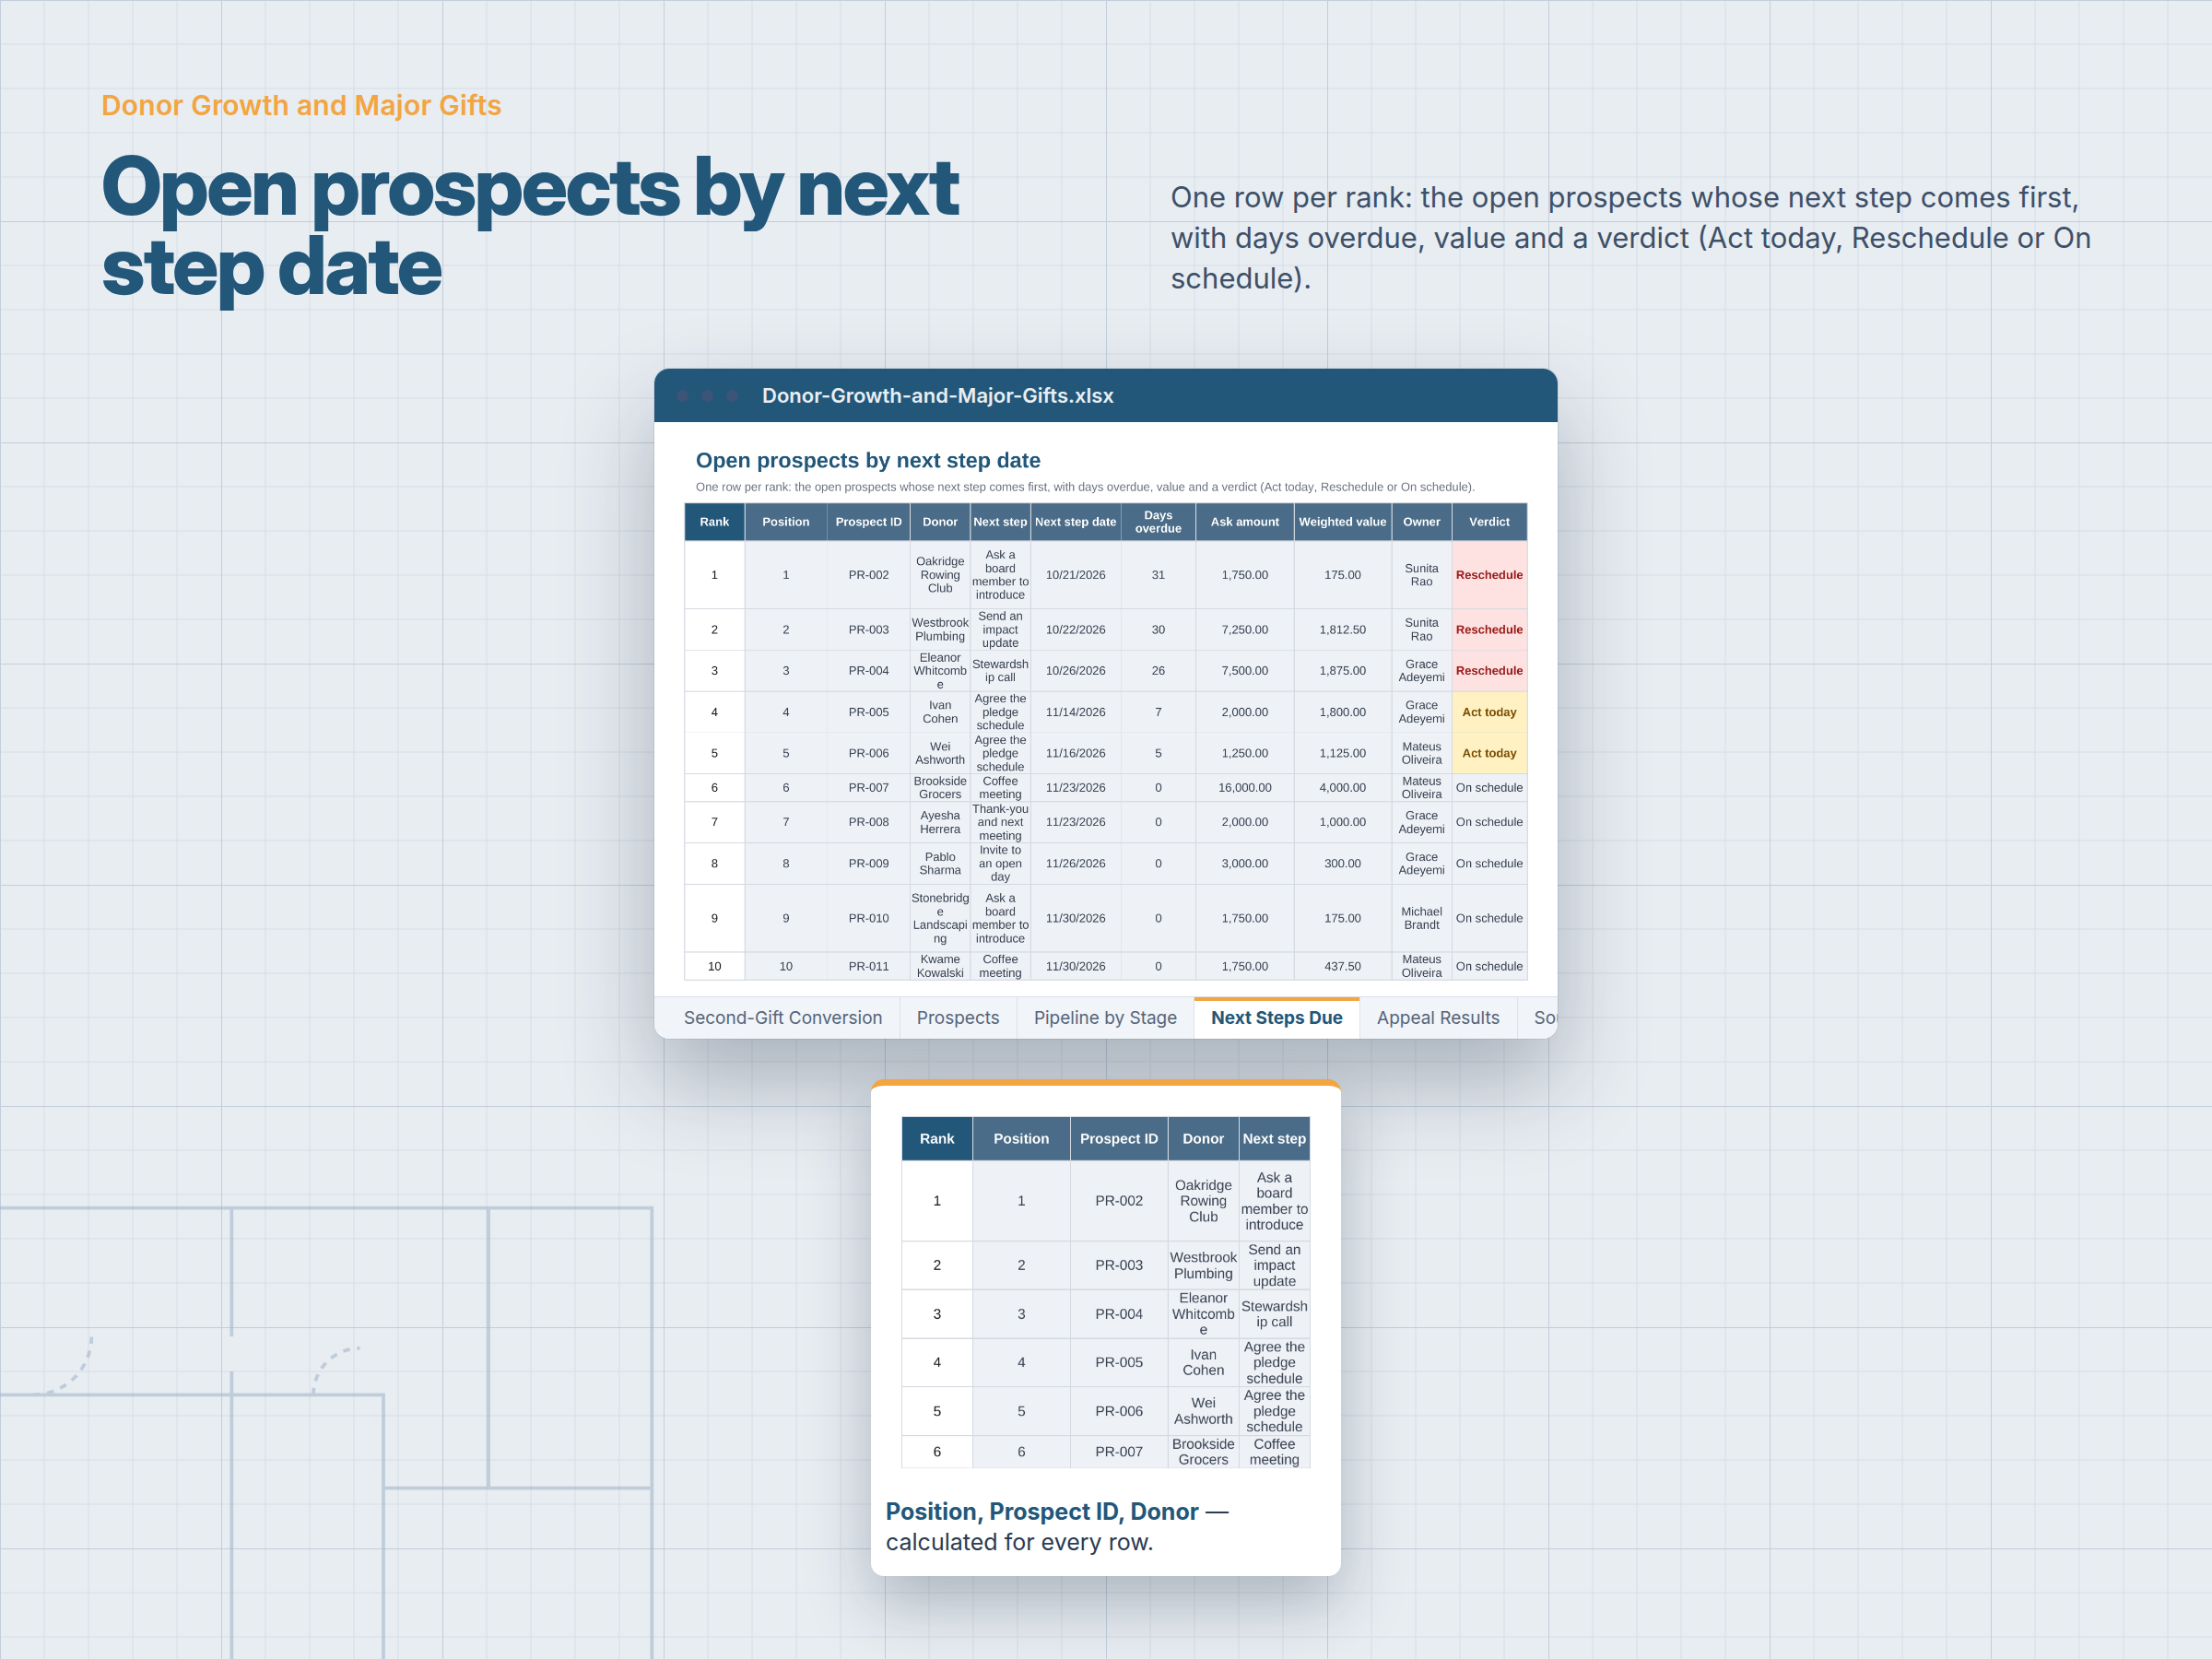 Donor Growth and Major Gifts
Open prospects by next
step date
One row per rank: the open prospects whose next step comes first,
with days overdue, value and a verdict (Act today, Reschedule or On
schedule).
Donor-Growth-and-Major-Gifts.xlsx
Open prospects by next step date
One row per rank: the open prospects whose next step comes first, with days overdue, value and a verdict (Act today, Reschedule or On schedule).
Rank Position Prospect ID Donor Next step Next step date Days overdue Ask amount Weighted value Owner Verdict
1 1 PR-002 Oakridge Rowing Club Ask a board member to introduce 10/21/2026 31 1,750.00 175.00 Sunita Rao Reschedule
2 2 PR-003 Westbrook Plumbing Send an impact update 10/22/2026 30 7,250.00 1,812.50 Sunita Rao Reschedule
3 3 PR-004 Eleanor Whitcombe Stewardship call 10/26/2026 26 7,500.00 1,875.00 Grace Adeyemi Reschedule
4 4 PR-005 Ivan Cohen Agree the pledge schedule 11/14/2026 7 2,000.00 1,800.00 Grace Adeyemi Act today
5 5 PR-006 Wei Ashworth Agree the pledge schedule 11/16/2026 5 1,250.00 1,125.00 Mateus Oliveira Act today
6 6 PR-007 Brookside Grocers Coffee meeting 11/23/2026 0 16,000.00 4,000.00 Mateus Oliveira On schedule
7 7 PR-008 Ayesha Herrera Thank-you and next meeting 11/23/2026 0 2,000.00 1,000.00 Grace Adeyemi On schedule
8 8 PR-009 Pablo Sharma Invite to an open day 11/26/2026 0 3,000.00 300.00 Grace Adeyemi On schedule
9 9 PR-010 Stonebridge Landscaping Ask a board member to introduce 11/30/2026 0 1,750.00 175.00 Michael Brandt On schedule
10 10 PR-011 Kwame Kowalski Coffee meeting 11/30/2026 0 1,750.00 437.50 Mateus Oliveira On schedule
Second-Gift Conversion Prospects Pipeline by Stage Next Steps Due Appeal Results
Rank Position Prospect ID Donor Next step
1 1 PR-002 Oakridge Rowing Club Ask a board member to introduce
2 2 PR-003 Westbrook Plumbing Send an impact update
3 3 PR-004 Eleanor Whitcombe Stewardship call
4 4 PR-005 Ivan Cohen Agree the pledge schedule
5 5 PR-006 Wei Ashworth Agree the pledge schedule
6 6 PR-007 Brookside Grocers Coffee meeting
Position, Prospect ID, Donor —
calculated for every row.